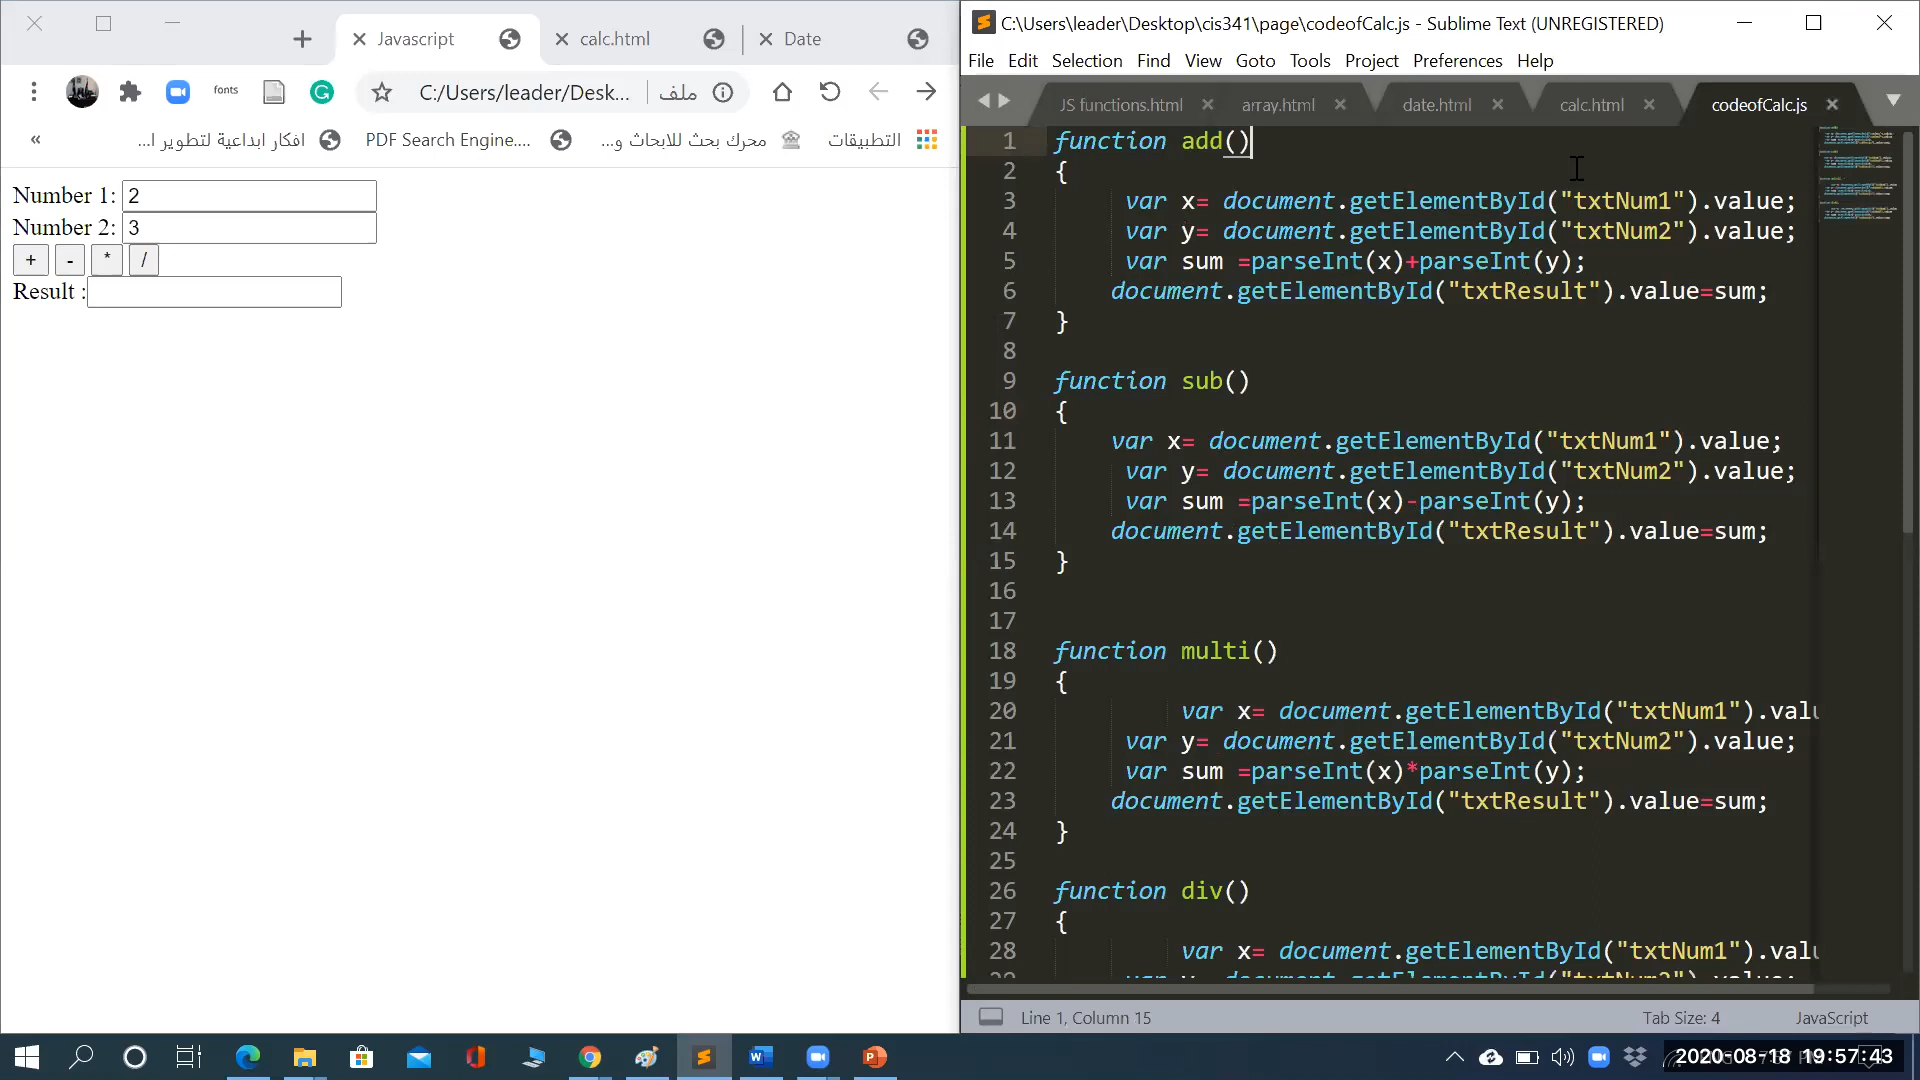 Javascript
calc.html
Date
fonts
C:/Users/leader/Desk...
ملف
افكار ابداعية لتطوير ا...
PDF Search Engine....
محرك بحث للابحاث و...
التطبيقات
Number 1: 2
Number 2: 3
+ - * /
Result :
C:\Users\leader\Desktop\cis341\page\codeofCalc.js - Sublime Text (UNREGISTERED)
File Edit Selection Find View Goto Tools Project Preferences Help
JS functions.html array.html date.html calc.html codeofCalc.js
1 function add()
2 {
3 var x= document.getElementById("txtNum1").value;
4 var y= document.getElementById("txtNum2").value;
5 var sum =parseInt(x)+parseInt(y);
6 document.getElementById("txtResult").value=sum;
7 }
8
9 function sub()
10 {
11 var x= document.getElementById("txtNum1").value;
12 var y= document.getElementById("txtNum2").value;
13 var sum =parseInt(x)-parseInt(y);
14 document.getElementById("txtResult").value=sum;
15 }
16
17
18 function multi()
19 {
20 var x= document.getElementById("txtNum1").valu
21 var y= document.getElementById("txtNum2").value;
22 var sum =parseInt(x)*parseInt(y);
23 document.getElementById("txtResult").value=sum;
24 }
25
26 function div()
27 {
28 var x= document.getElementById("txtNum1").valu
Line 1, Column 15
Tab Size: 4
JavaScript
2020-08-18 19:57:43